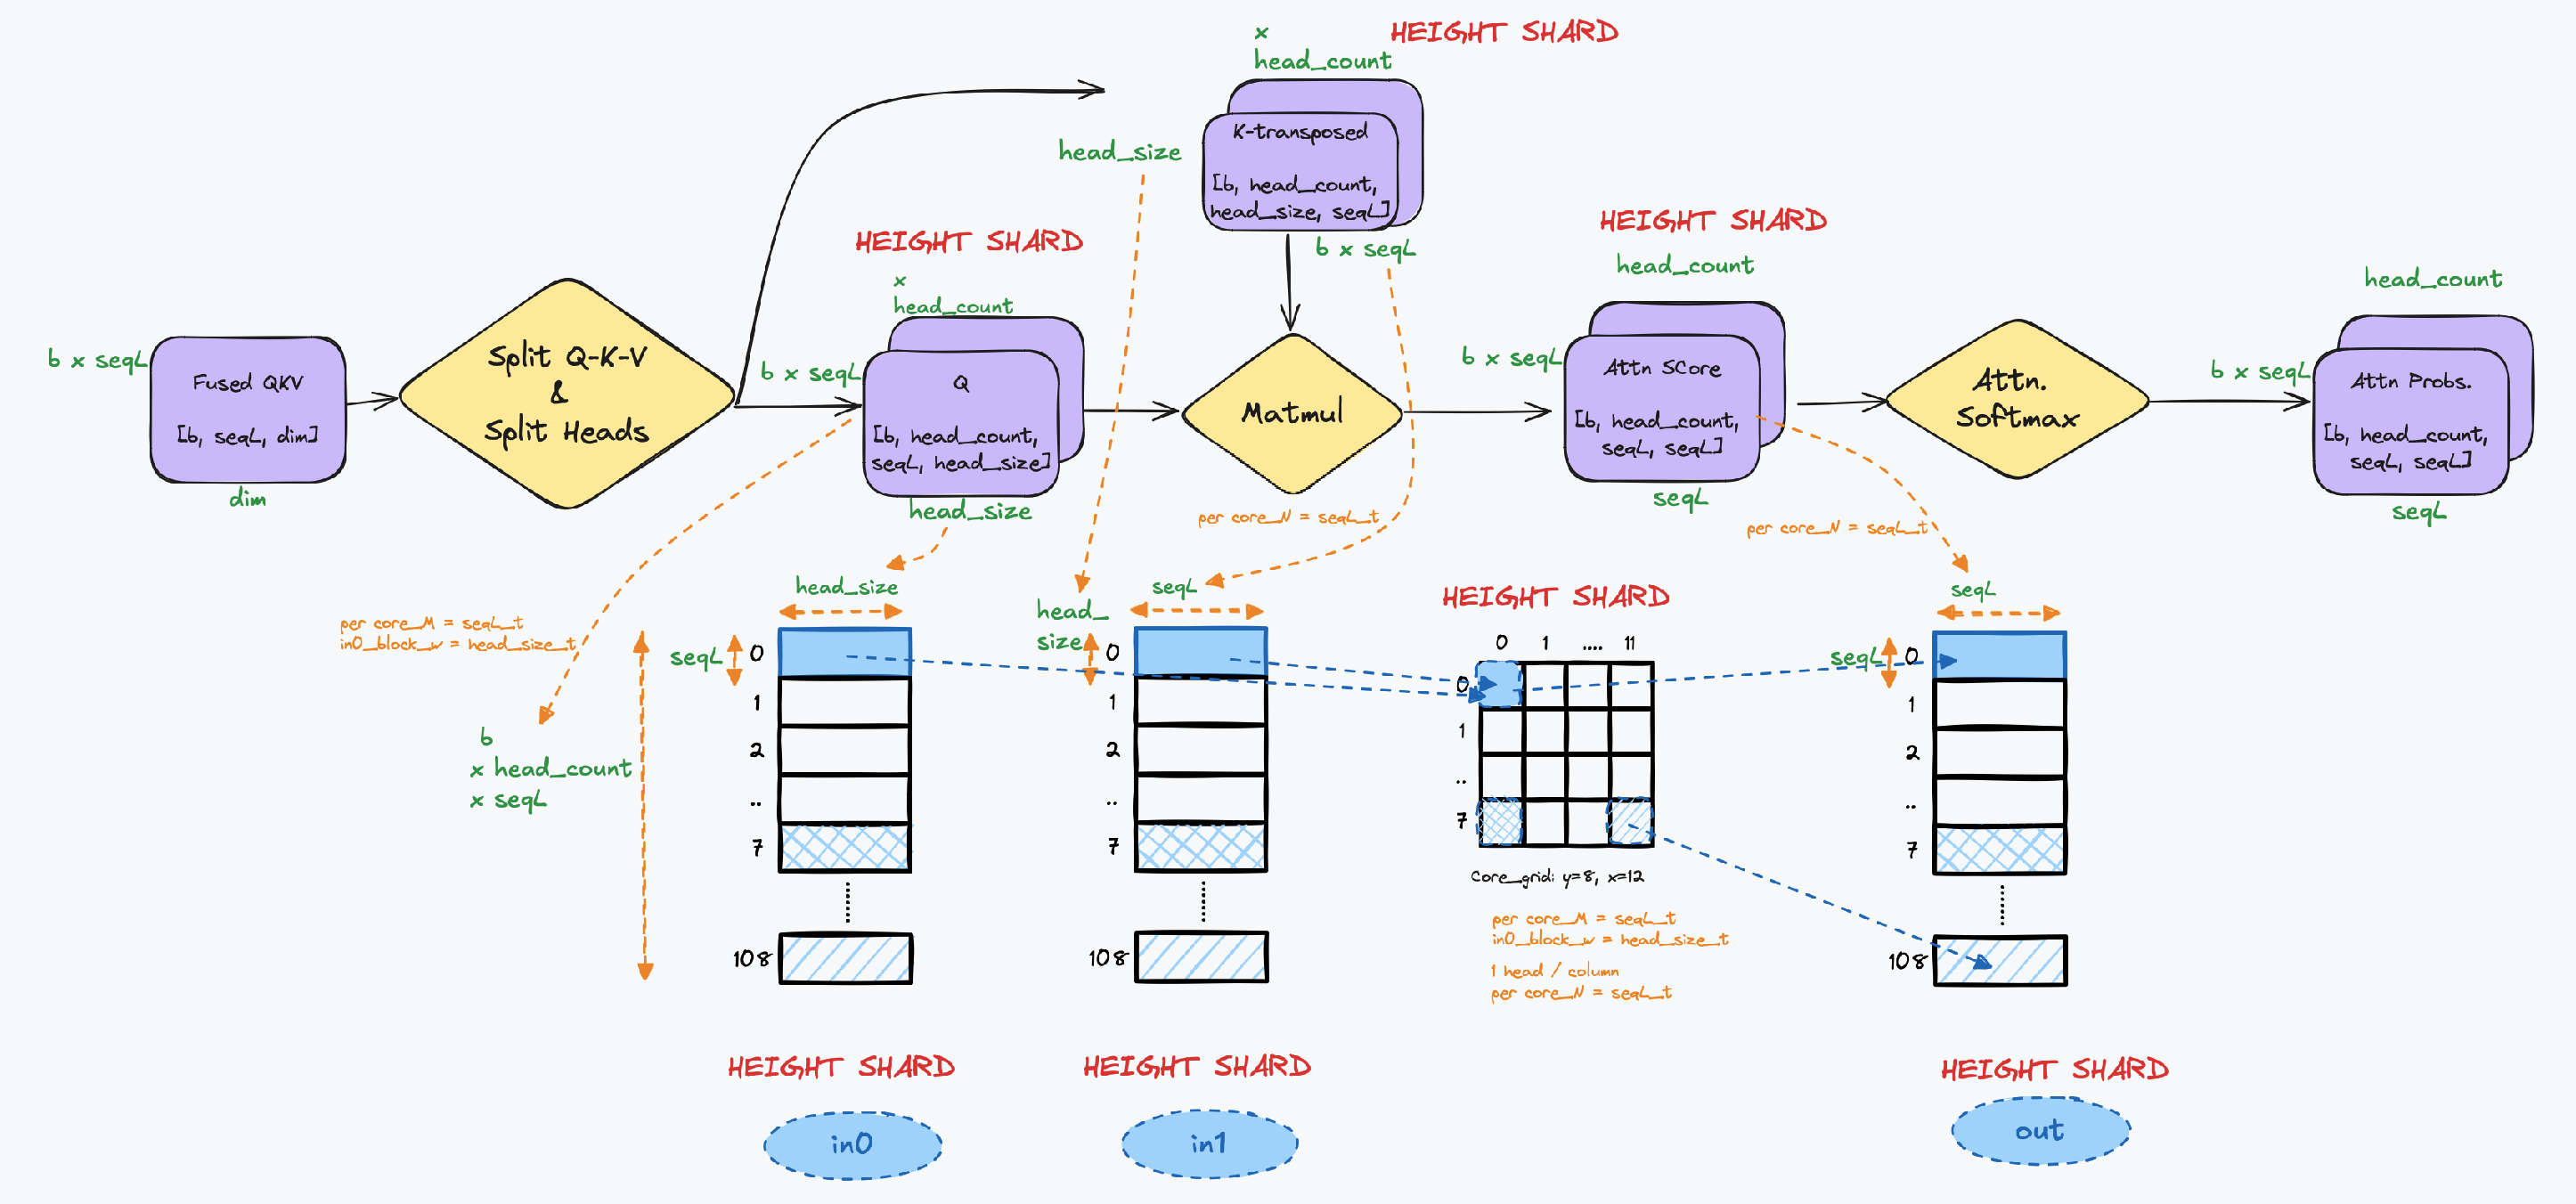 x
head_count
HEIGHT SHARD
K-transposed
[b, head_count,
head_size, seqL]
head_size
b x seqL
HEIGHT SHARD
x
head_count
b x seqL
Q
[b, head_count,
seqL, head_size]
head_size
b x seqL
Fused QKV
[b, seqL, dim]
dim
Split Q-K-V
&
Split Heads
Matmul
HEIGHT SHARD
head_count
b x seqL
Attn SCore
[b, head_count,
seqL, seqL]
seqL
Attn.
Softmax
head_count
b x seqL
Attn Probs.
[b, head_count,
seqL, seqL]
seqL
per core_N = seqL_t
per core_N = seqL_t
per core_M = seqL_t
in0_block_w = head_size_t
b
x head_count
x seqL
head_size
seqL
0
1
2
..
7
108
HEIGHT SHARD
in0
seqL
head_
size
0
1
2
..
7
108
HEIGHT SHARD
in1
HEIGHT SHARD
0 1 .... 11
0
1
..
7
Core_grid: y=8, x=12
per core_M = seqL_t
in0_block_w = head_size_t
1 head / column
per core_N = seqL_t
seqL
seqL
0
1
2
..
7
108
HEIGHT SHARD
out